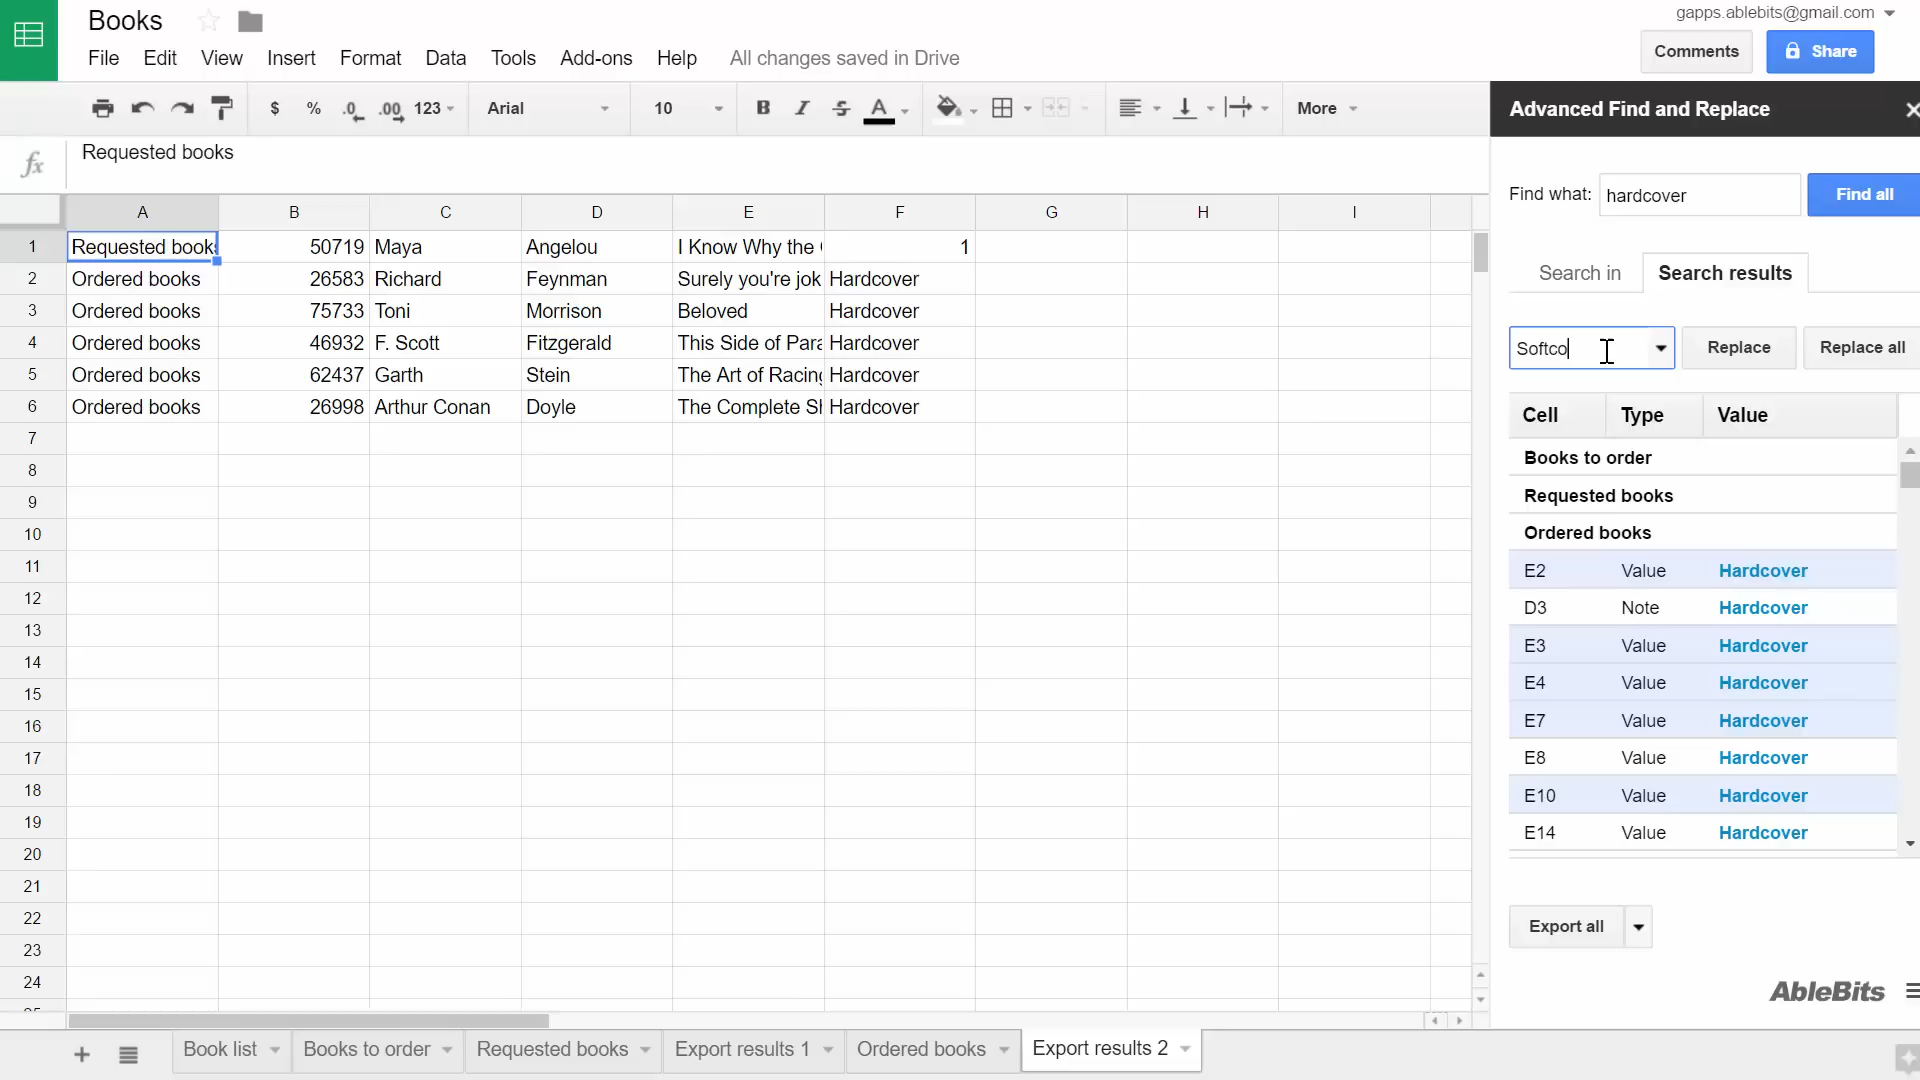 Books
gapps.ablebits@gmail.com
File Edit View Insert Format Data Tools Add-ons Help All changes saved in Drive
Comments Share
$ % .0 .00 123 Arial 10 B I S A More
Advanced Find and Replace
fx Requested books
Find what: hardcover Find all
A B C D E F G H I
1 Requested books 50719 Maya Angelou I Know Why the 1
2 Ordered books 26583 Richard Feynman Surely you're jok Hardcover
3 Ordered books 75733 Toni Morrison Beloved Hardcover
4 Ordered books 46932 F. Scott Fitzgerald This Side of Para Hardcover
5 Ordered books 62437 Garth Stein The Art of Racing Hardcover
6 Ordered books 26998 Arthur Conan Doyle The Complete Sh Hardcover
7
8
9
10
11
12
13
14
15
16
17
18
19
20
21
22
23
24
Search in Search results
Softco Replace Replace all
Cell Type Value
Books to order
Requested books
Ordered books
E2 Value Hardcover
D3 Note Hardcover
E3 Value Hardcover
E4 Value Hardcover
E7 Value Hardcover
E8 Value Hardcover
E10 Value Hardcover
E14 Value Hardcover
Export all
AbleBits
Book list Books to order Requested books Export results 1 Ordered books Export results 2